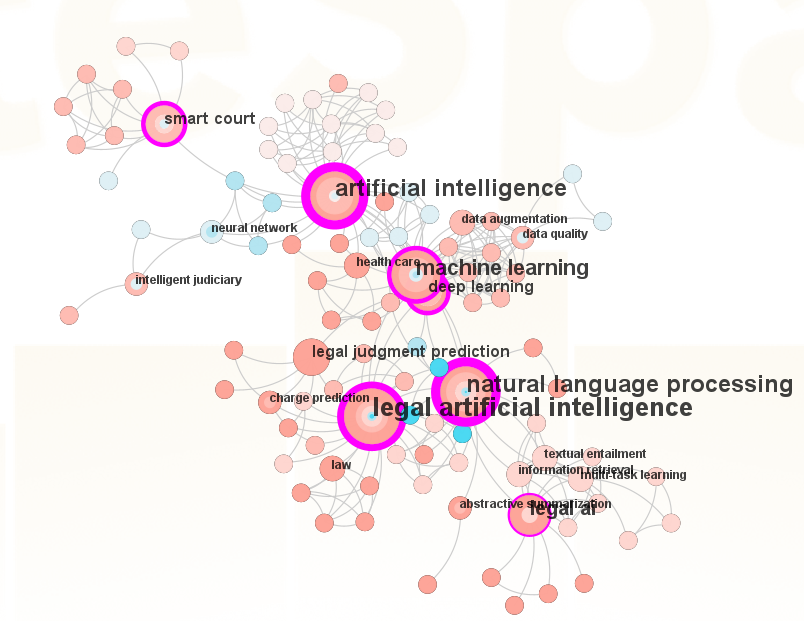 smart court
artificial intelligence
data augmentation
neural network
data quality
health care
machine learning
intelligent judiciary
deep learning
legal judgment prediction
natural language processing
charge prediction
legal artificial intelligence
textual entailment
law
information retrieval
multi-task learning
abstractive summarization
legal ai